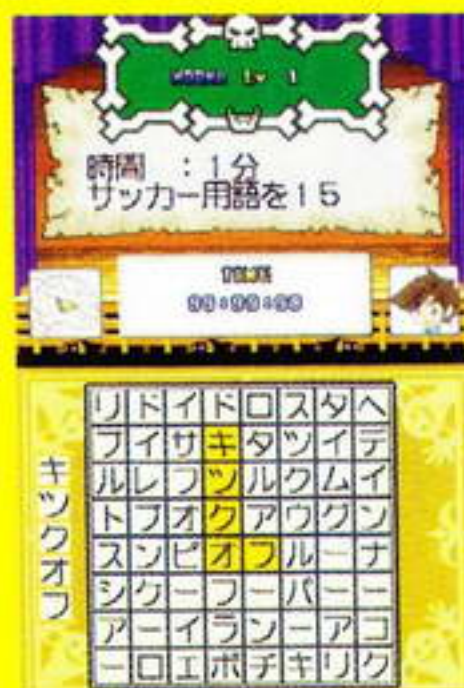 Lv 1
時間 :1分
サッカー用語を15
TIME
キックオフ
リドイドロスタヘ
フイサキタツイデ
ルレフツルクムイ
トブオクアウグン
スンピオフルーナ
シケーフーパーー
アーイランーアコ
ーロエボチキリク